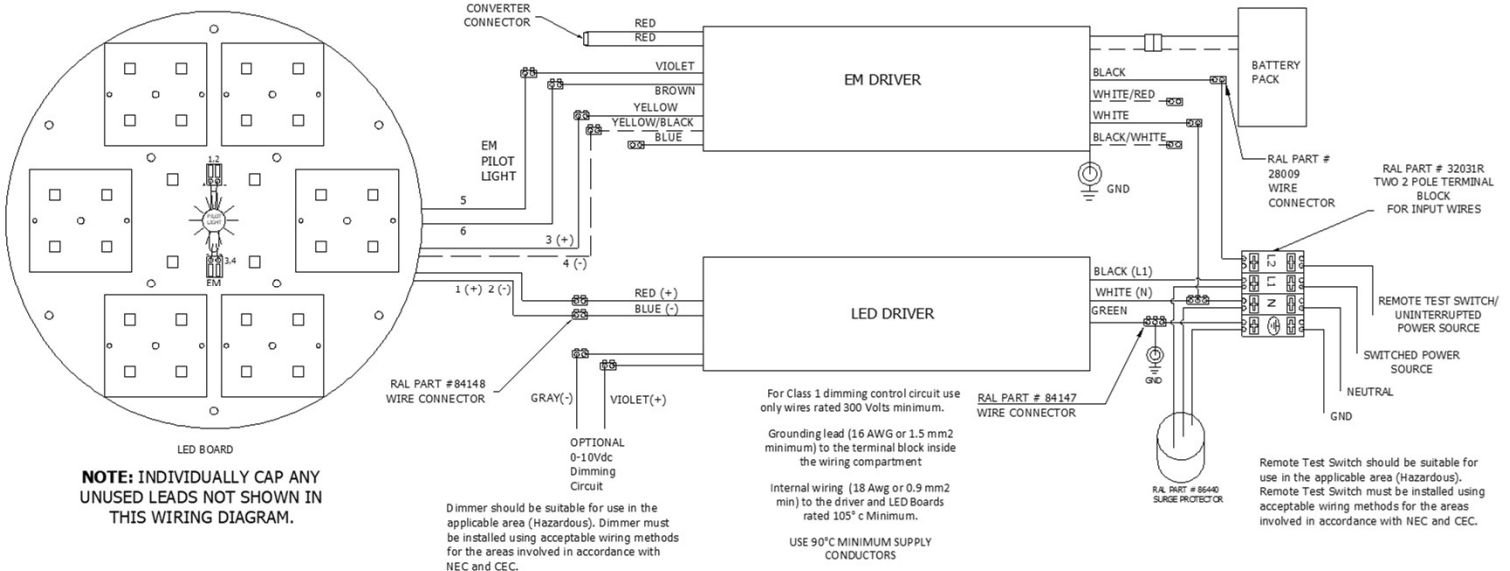 CONVERTER
CONNECTOR
RED
RED
VIOLET
BROWN
YELLOW
YELLOW/BLACK
BLUE
EM
PILOT
LIGHT
EM DRIVER
BLACK
WHITE/RED
WHITE
BLACK/WHITE
GND
BATTERY
PACK
RAL PART #
28009
WIRE
CONNECTOR
RAL PART # 32031R
TWO 2 POLE TERMINAL
BLOCK
FOR INPUT WIRES
1,2
PILOT
LIGHT
3,4
EM
5
6
3 (+)
4 (-)
1 (+) 2 (-)
RED (+)
BLUE (-)
LED DRIVER
BLACK (L1)
WHITE (N)
GREEN
GND
L2
L1
N
REMOTE TEST SWITCH/
UNINTERRUPTED
POWER SOURCE
SWITCHED POWER
SOURCE
NEUTRAL
GND
RAL PART #84148
WIRE CONNECTOR
GRAY(-)
VIOLET(+)
OPTIONAL
0-10Vdc
Dimming
Circuit
For Class 1 dimming control circuit use
only wires rated 300 Volts minimum.
Grounding lead (16 AWG or 1.5 mm2
minimum) to the terminal block inside
the wiring compartment
Internal wiring (18 Awg or 0.9 mm2
min) to the driver and LED Boards
rated 105° c Minimum.
USE 90°C MINIMUM SUPPLY
CONDUCTORS
RAL PART # 84147
WIRE CONNECTOR
RAL PART # 86440
SURGE PROTECTOR
LED BOARD
NOTE: INDIVIDUALLY CAP ANY
UNUSED LEADS NOT SHOWN IN
THIS WIRING DIAGRAM.
Dimmer should be suitable for use in the
applicable area (Hazardous). Dimmer must
be installed using acceptable wiring methods
for the areas involved in accordance with
NEC and CEC.
Remote Test Switch should be suitable for
use in the applicable area (Hazardous).
Remote Test Switch must be installed using
acceptable wiring methods for the areas
involved in accordance with NEC and CEC.